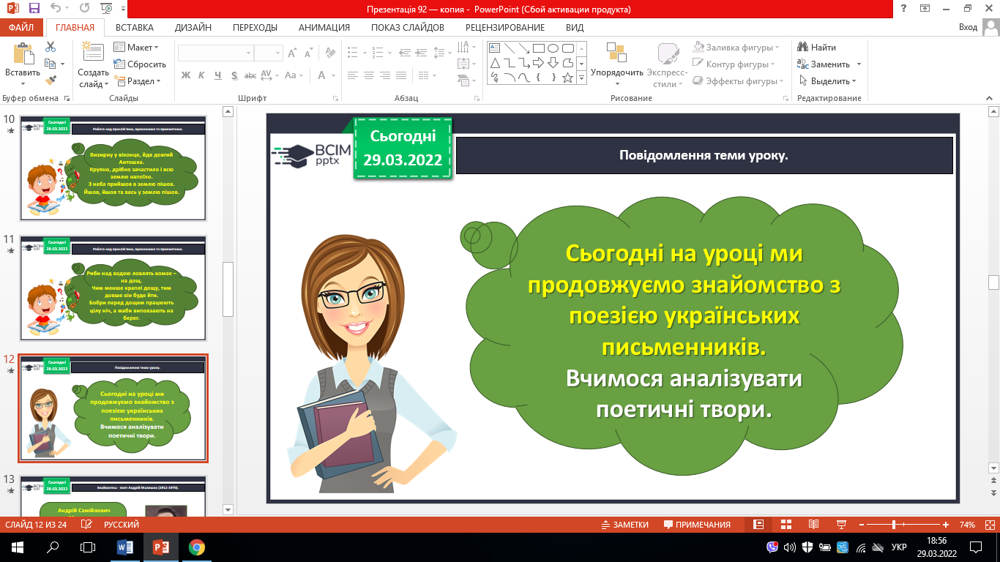 Презентація 92 — копия - PowerPoint (Сбой активации продукта)
ФАЙЛ ГЛАВНАЯ ВСТАВКА ДИЗАЙН ПЕРЕХОДЫ АНИМАЦИЯ ПОКАЗ СЛАЙДОВ РЕЦЕНЗИРОВАНИЕ ВИД Вход
Вставить
Буфер обмена
Создать слайд
Макет
Сбросить
Раздел
Слайды
Ж К Ч S abc AV Aa А
Шрифт
Абзац
Упорядочить
Экспресс-стили
Заливка фигуры
Контур фигуры
Эффекты фигуры
Рисование
Найти
Заменить
Выделить
Редактирование
10
Сьогодні
29.03.2022
Робота над прислів'ями, приказками та прикметами.
Визирну у віконце, йде довгий
Антошка.
Крупно, дрібно зачастило і всю
землю напоїло.
З неба прийшов в землю пішов.
Йшов, йшов та весь у землю пішов.
11
Сьогодні
29.03.2022
Робота над прислів'ями, приказками та прикметами.
Риби над водою ловлять комах –
на дощ.
Чим менше краплі дощу, тим
довше він буде йти.
Бобри перед дощем працюють
цілу ніч, а жаби виповзають на
берег.
12
Сьогодні
29.03.2022
Повідомлення теми уроку.
Сьогодні на уроці ми
продовжуємо знайомство з
поезією українських
письменників.
Вчимося аналізувати
поетичні твори.
13
Сьогодні
29.03.2022
Знайомтесь - поет Андрій Малишко (1912-1970).
Андрій Самійлович
ВСІМ
pptx
Сьогодні
29.03.2022
Повідомлення теми уроку.
Сьогодні на уроці ми
продовжуємо знайомство з
поезією українських
письменників.
Вчимося аналізувати
поетичні твори.
СЛАЙД 12 ИЗ 24 РУССКИЙ ЗАМЕТКИ ПРИМЕЧАНИЯ 74%
УКР
18:56
29.03.2022